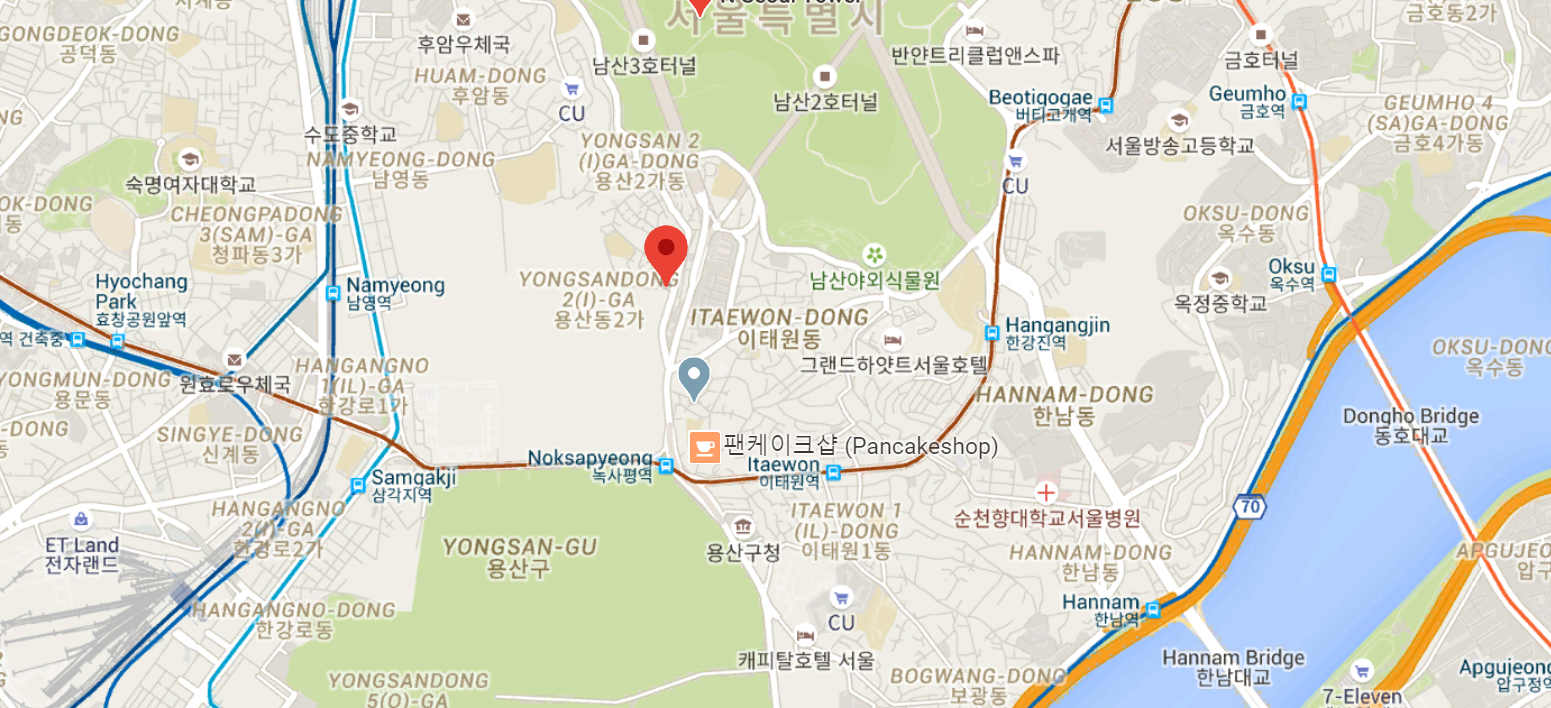 서울특별시
GONGDEOK-DONG
공덕동
후암우체국
HUAM-DONG
후암동
남산3호터널
CU
남산2호터널
반얀트리클럽앤스파
금호터널
금호동2가
Beotigogae
버티고개역
Geumho
금호역
GEUMHO 4
(SA)GA-DONG
금호4가동
수도중학교
NAMYEONG-DONG
남영동
YONGSAN 2
(I)GA-DONG
용산2가동
서울방송고등학교
CU
숙명여자대학교
CHEONGPADONG
3(SAM)-GA
청파동3가
OKSU-DONG
옥수동
Hyochang
Park
효창공원앞역
Namyeong
남영역
YONGSANDONG
2(I)-GA
용산동2가
남산야외식물원
Oksu
옥수역
옥정중학교
ITAEWON-DONG
이태원동
Hangangjin
한강진역
역 건축중
그랜드하얏트서울호텔
OKSU-DONG
옥수동
YONGMUN-DONG
용문동
원효로우체국
HANGANGNO
1(IL)-GA
한강로1가
HANNAM-DONG
한남동
Dongho Bridge
동호대교
SINGYE-DONG
신계동
팬케이크샵 (Pancakeshop)
Noksapyeong
녹사평역
Itaewon
이태원역
Samgakji
삼각지역
HANGANGNO
2(I)-GA
한강로2가
순천향대학교서울병원
70
ET Land
전자랜드
YONGSAN-GU
용산구
용산구청
ITAEWON 1
(IL)-DONG
이태원1동
HANNAM-DONG
한남동
HANGANGNO-DONG
한강로동
CU
Hannam
한남역
캐피탈호텔 서울
BOGWANG-DONG
보광동
Hannam Bridge
한남대교
YONGSANDONG
5(O)-GA
7-Eleven
Apgujeong
압구정역